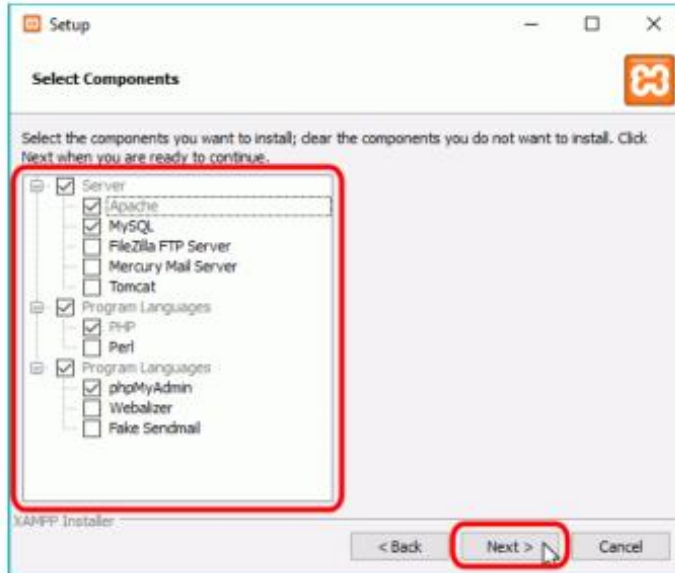 Setup
Select Components
Select the components you want to install; clear the components you do not want to install. Click
Next when you are ready to continue.
Server
Apache
MySQL
FileZilla FTP Server
Mercury Mail Server
Tomcat
Program Languages
PHP
Perl
Program Languages
phpMyAdmin
Webalizer
Fake Sendmail
XAMPP Installer
< Back Next > Cancel